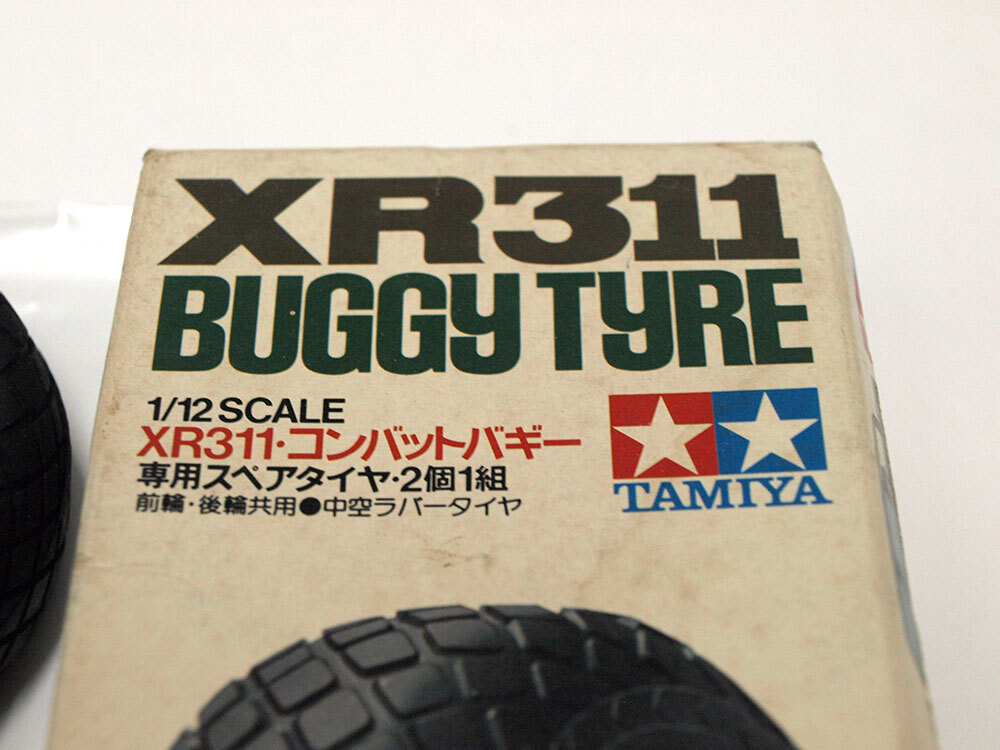 XR311
BUGGY TYRE
1/12 SCALE
XR311・コンバットバギー
専用スペアタイヤ・2個1組
前輪・後輪共用●中空ラバータイヤ
TAMIYA